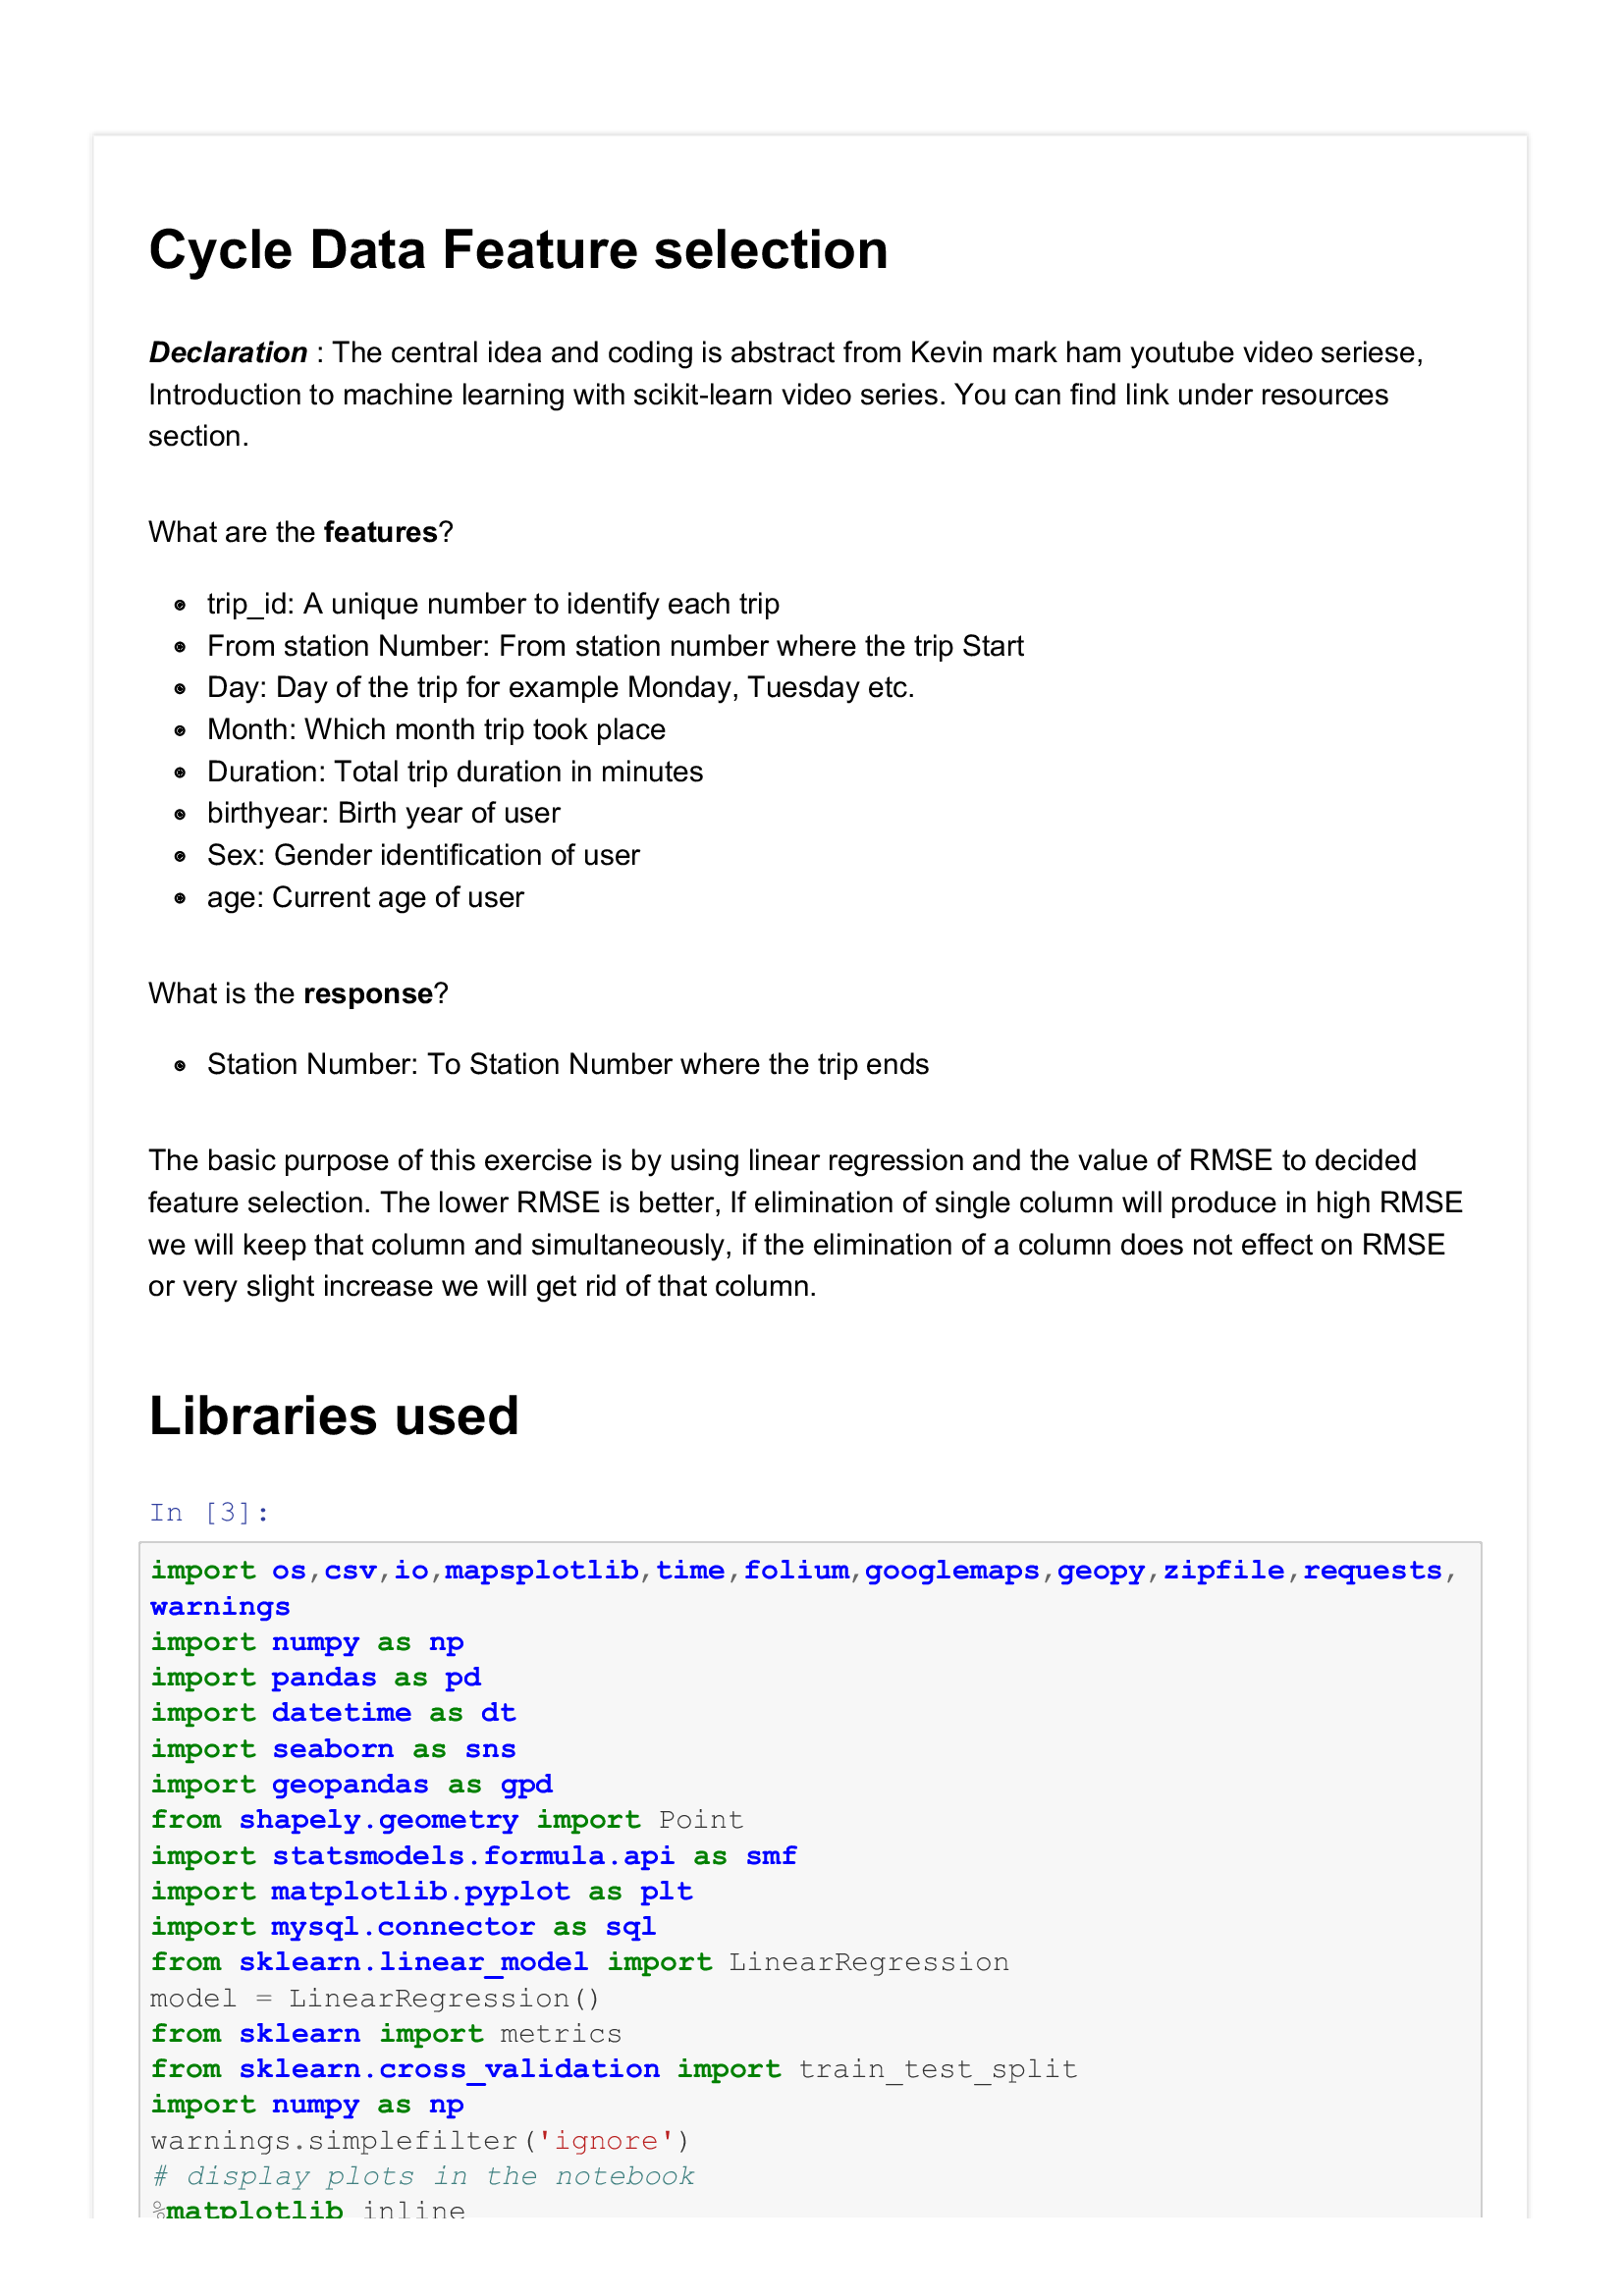 Cycle Data Feature selection
Declaration : The central idea and coding is abstract from Kevin mark ham youtube video seriese,
Introduction to machine learning with scikit-learn video series. You can find link under resources
section.
What are the features?
trip_id: A unique number to identify each trip
From station Number: From station number where the trip Start
Day: Day of the trip for example Monday, Tuesday etc.
Month: Which month trip took place
Duration: Total trip duration in minutes
birthyear: Birth year of user
Sex: Gender identification of user
age: Current age of user
What is the response?
Station Number: To Station Number where the trip ends
The basic purpose of this exercise is by using linear regression and the value of RMSE to decided
feature selection. The lower RMSE is better, If elimination of single column will produce in high RMSE
we will keep that column and simultaneously, if the elimination of a column does not effect on RMSE
or very slight increase we will get rid of that column.
Libraries used
In [3]:
import os,csv,io,mapsplotlib,time,folium,googlemaps,geopy,zipfile,requests,
warnings
import numpy as np
import pandas as pd
import datetime as dt
import seaborn as sns
import geopandas as gpd
from shapely.geometry import Point
import statsmodels.formula.api as smf
import matplotlib.pyplot as plt
import mysql.connector as sql
from sklearn.linear_model import LinearRegression
model = LinearRegression()
from sklearn import metrics
from sklearn.cross_validation import train_test_split
import numpy as np
warnings.simplefilter('ignore')
# display plots in the notebook
%matplotlib inline